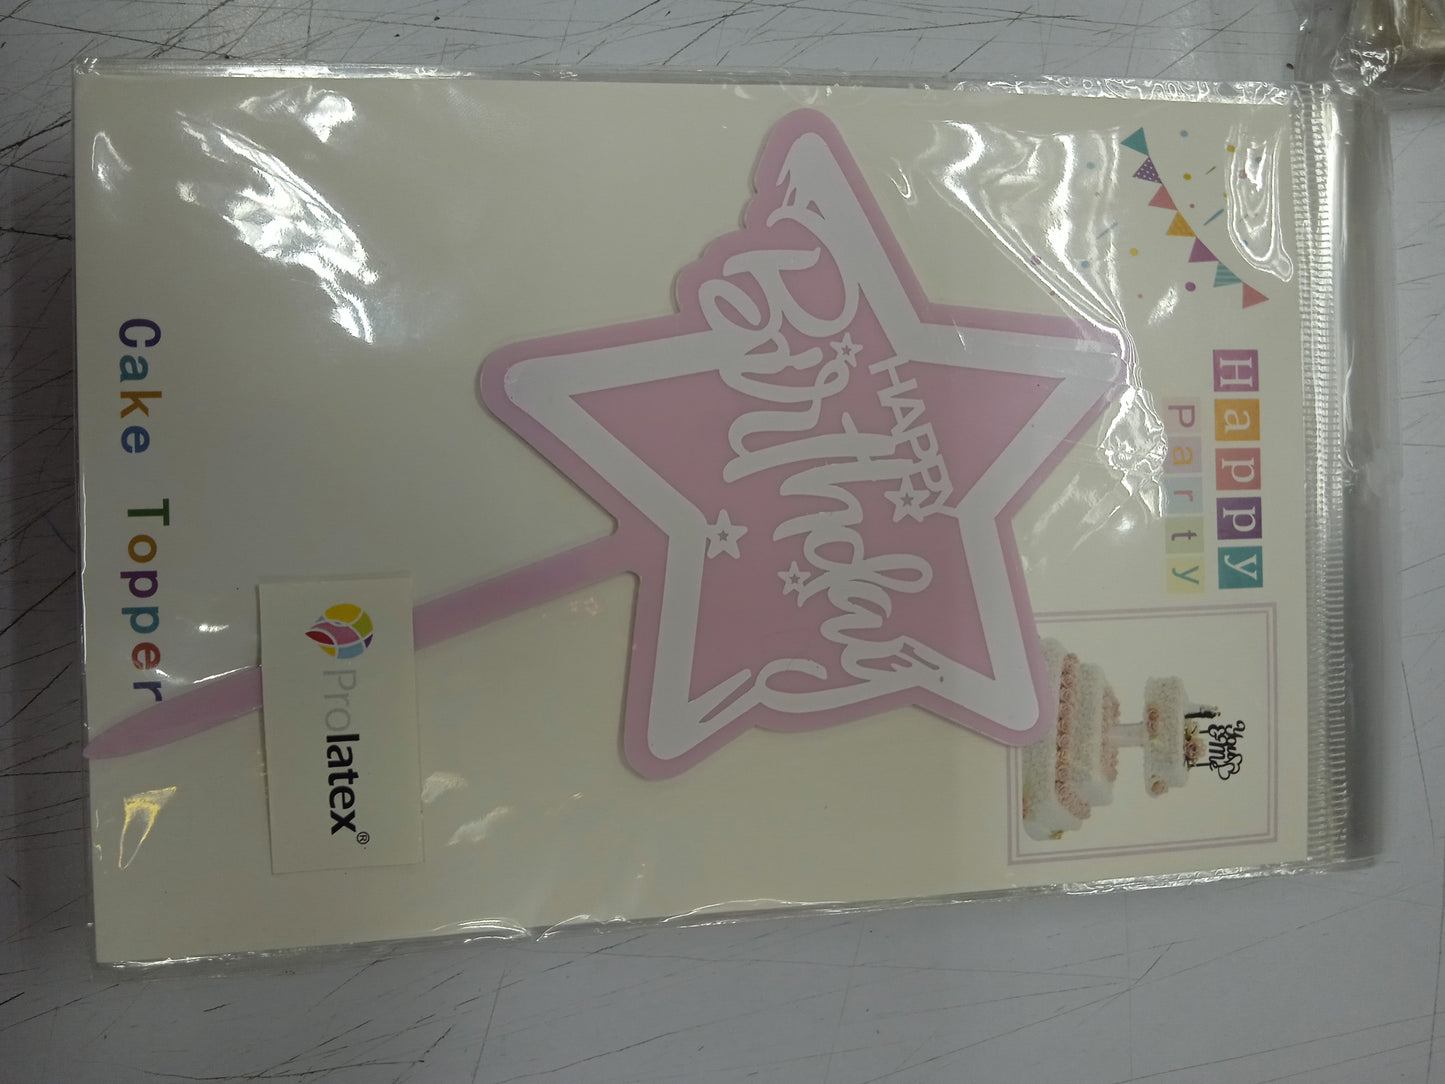 Happy
Party
HAPPY
Birthday
Prolatex®
Cake Topper